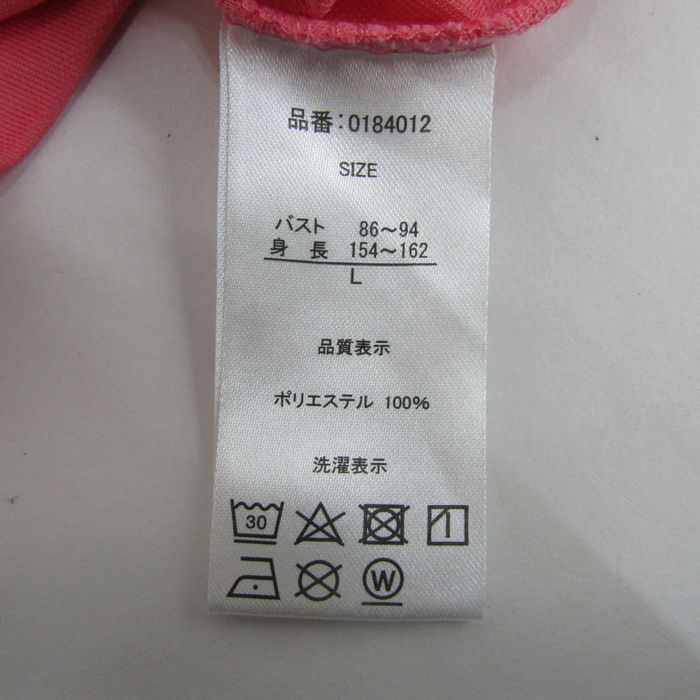 品番:0184012
SIZE
バスト 86～94
身 長 154～162
L
品質表示
ポリエステル 100%
洗濯表示
30
W